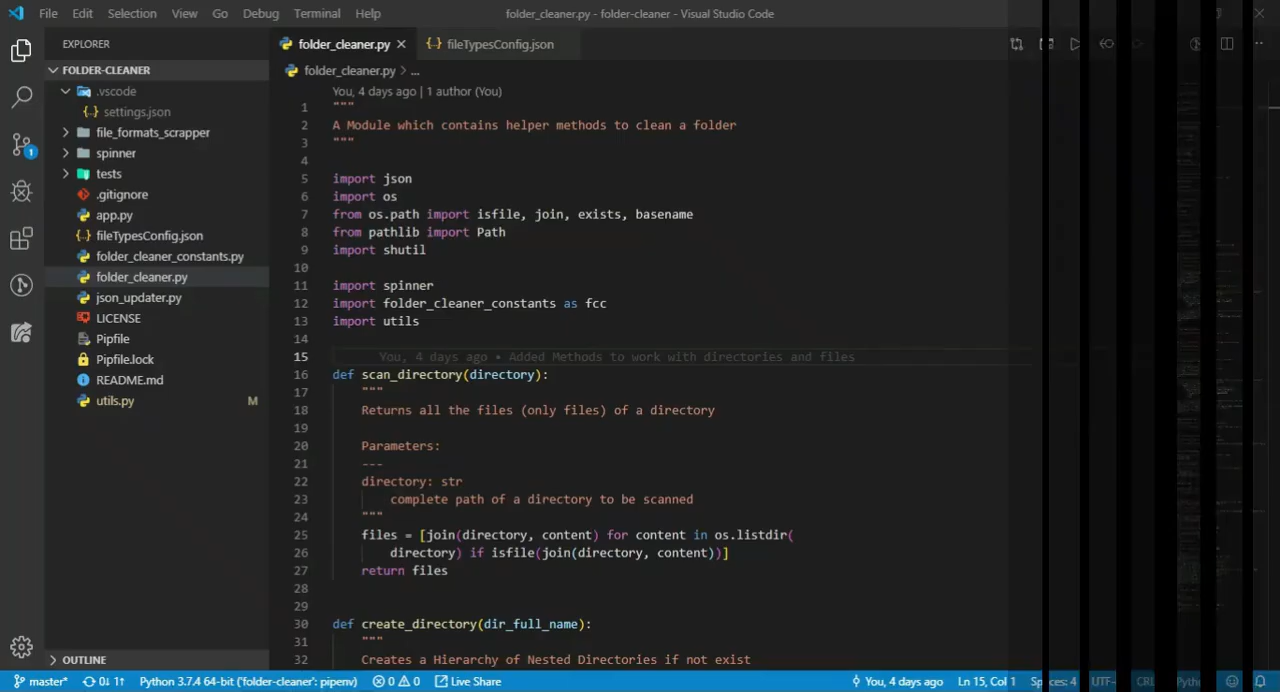 File Edit Selection View Go Debug Terminal Help
folder_cleaner.py - folder-cleaner - Visual Studio Code
EXPLORER
FOLDER-CLEANER
.vscode
settings.json
file_formats_scrapper
spinner
tests
.gitignore
app.py
fileTypesConfig.json
folder_cleaner_constants.py
folder_cleaner.py
json_updater.py
LICENSE
Pipfile
Pipfile.lock
README.md
utils.py M
OUTLINE
1
folder_cleaner.py fileTypesConfig.json
folder_cleaner.py > ...
You, 4 days ago | 1 author (You)
1 """
2 A Module which contains helper methods to clean a folder
3 """
4
5 import json
6 import os
7 from os.path import isfile, join, exists, basename
8 from pathlib import Path
9 import shutil
10
11 import spinner
12 import folder_cleaner_constants as fcc
13 import utils
14
15 You, 4 days ago • Added Methods to work with directories and files
16 def scan_directory(directory):
17 """
18 Returns all the files (only files) of a directory
19
20 Parameters:
21 ---
22 directory: str
23 complete path of a directory to be scanned
24 """
25 files = [join(directory, content) for content in os.listdir(
26 directory) if isfile(join(directory, content))]
27 return files
28
29
30 def create_directory(dir_full_name):
31 """
32 Creates a Hierarchy of Nested Directories if not exist
master* 0↓ 1↑ Python 3.7.4 64-bit ('folder-cleaner': pipenv) 0 0 Live Share You, 4 days ago Ln 15, Col 1 Spaces: 4 UTF- CRL Pytho